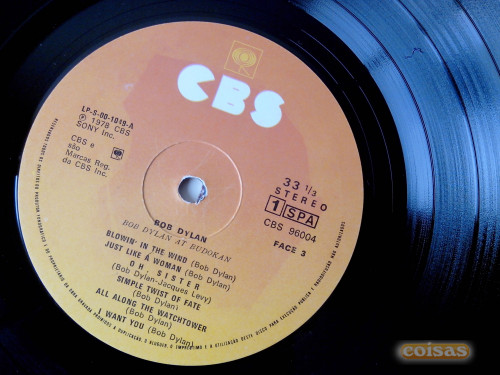 CBS
LP-S-00-1019-A
℗ 1978 CBS
SONY Inc.
CBS e
são
Marcas Reg.
da CBS Inc.
33 1/3
STEREO
1 SPA
CBS 96004
FACE 3
BOB DYLAN
BOB DYLAN AT BUDOKAN
BLOWIN' IN THE WIND (Bob Dylan)
JUST LIKE A WOMAN (Bob Dylan)
OH, SISTER
(Bob Dylan-Jacques Levy)
SIMPLE TWIST OF FATE
(Bob Dylan)
ALL ALONG THE WATCHTOWER
(Bob Dylan)
I WANT YOU (Bob Dylan)
coisas